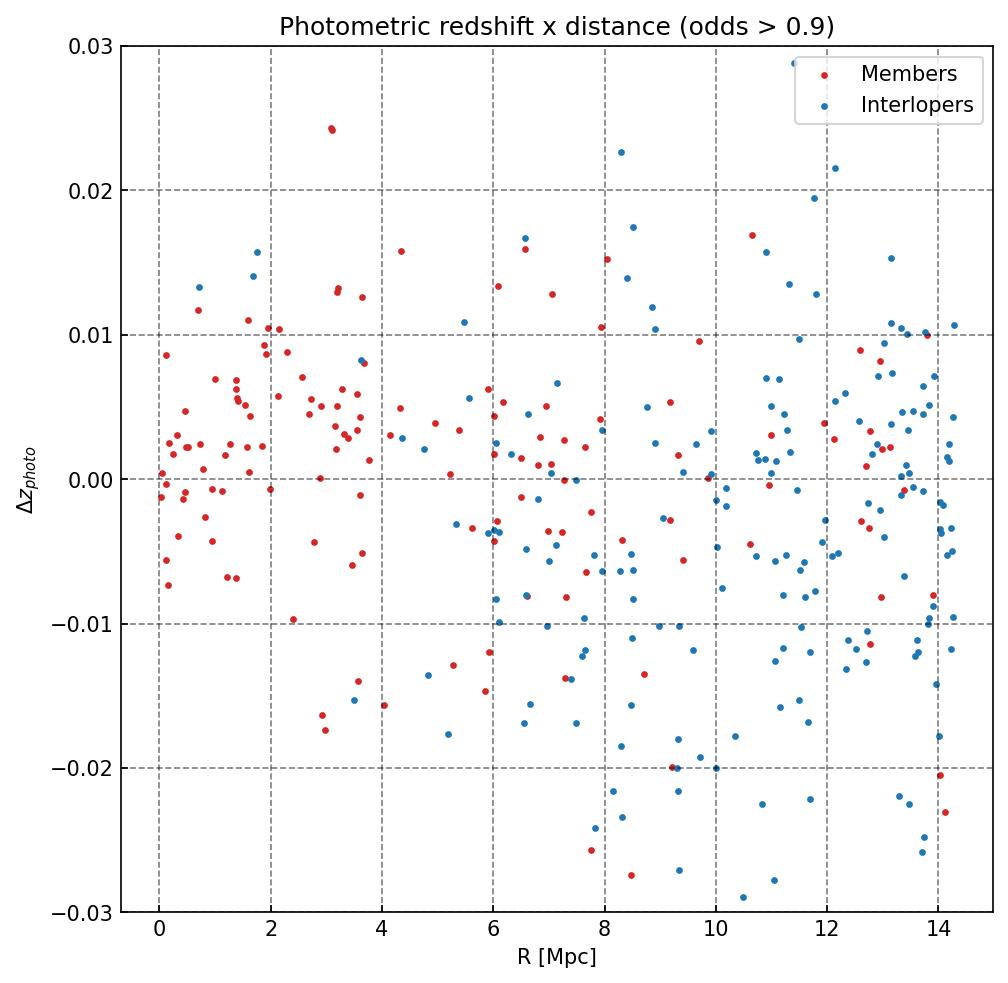 Photometric redshift x distance (odds > 0.9)
0.03
0.02
0.01
0.00
−0.01
−0.02
−0.03
Δz_photo
Members
Interlopers
0 2 4 6 8 10 12 14
R [Mpc]